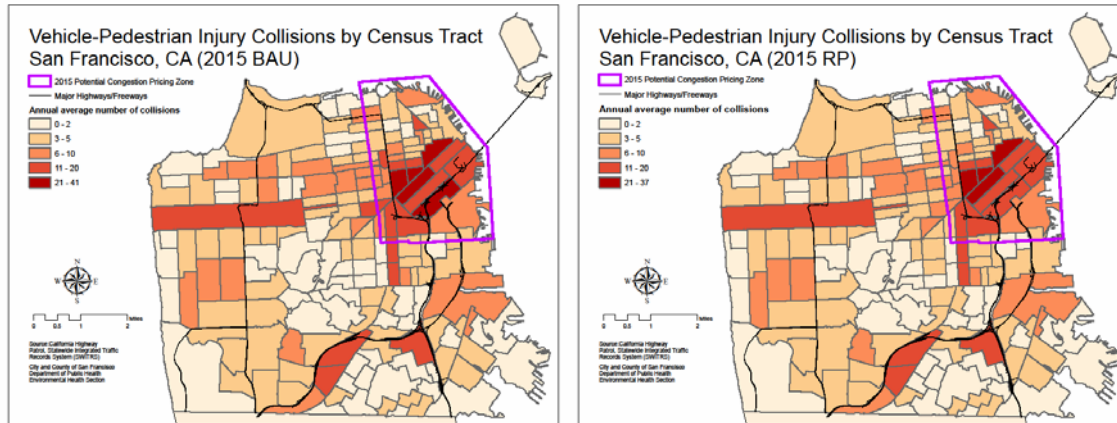 Vehicle-Pedestrian Injury Collisions by Census Tract
San Francisco, CA (2015 BAU)
2015 Potential Congestion Pricing Zone
Major Highways/Freeways
Annual average number of collisions
0 - 2
3 - 5
6 - 10
11 - 20
21 - 41
N
W
E
S
0 0.5 1 2
Miles
Source:California Highway
Patrol, Statewide Integrated Traffic
Records System (SWITRS)
City and County of San Francisco
Department of Public Health
Environmental Health Section
Vehicle-Pedestrian Injury Collisions by Census Tract
San Francisco, CA (2015 RP)
2015 Potential Congestion Pricing Zone
Major Highways/Freeways
Annual average number of collisions
0 - 2
3 - 5
6 - 10
11 - 20
21 - 37
N
W
E
S
0 0.5 1 2
Miles
Source:California Highway
Patrol, Statewide Integrated Traffic
Records System (SWITRS)
City and County of San Francisco
Department of Public Health
Environmental Health Section